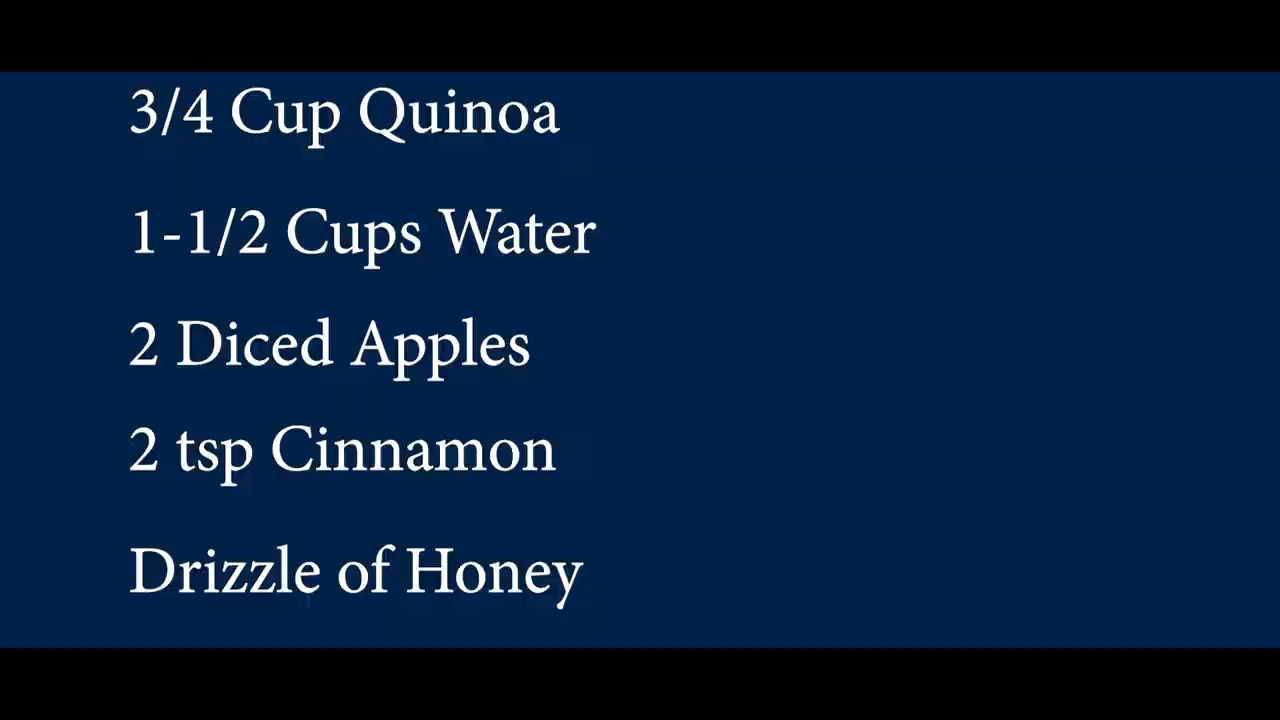 3/4 Cup Quinoa
1-1/2 Cups Water
2 Diced Apples
2 tsp Cinnamon
Drizzle of Honey